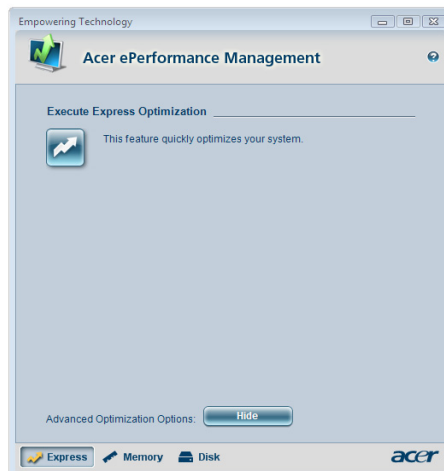 Empowering Technology
Acer ePerformance Management
Execute Express Optimization
This feature quickly optimizes your system.
Advanced Optimization Options: Hide
Express Memory Disk acer